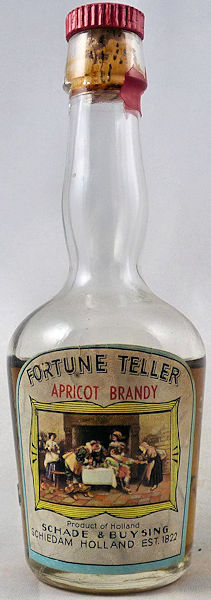 FORTUNE TELLER
APRICOT BRANDY
Product of Holland
SCHADE & BUYSING
SCHIEDAM HOLLAND EST. 1822